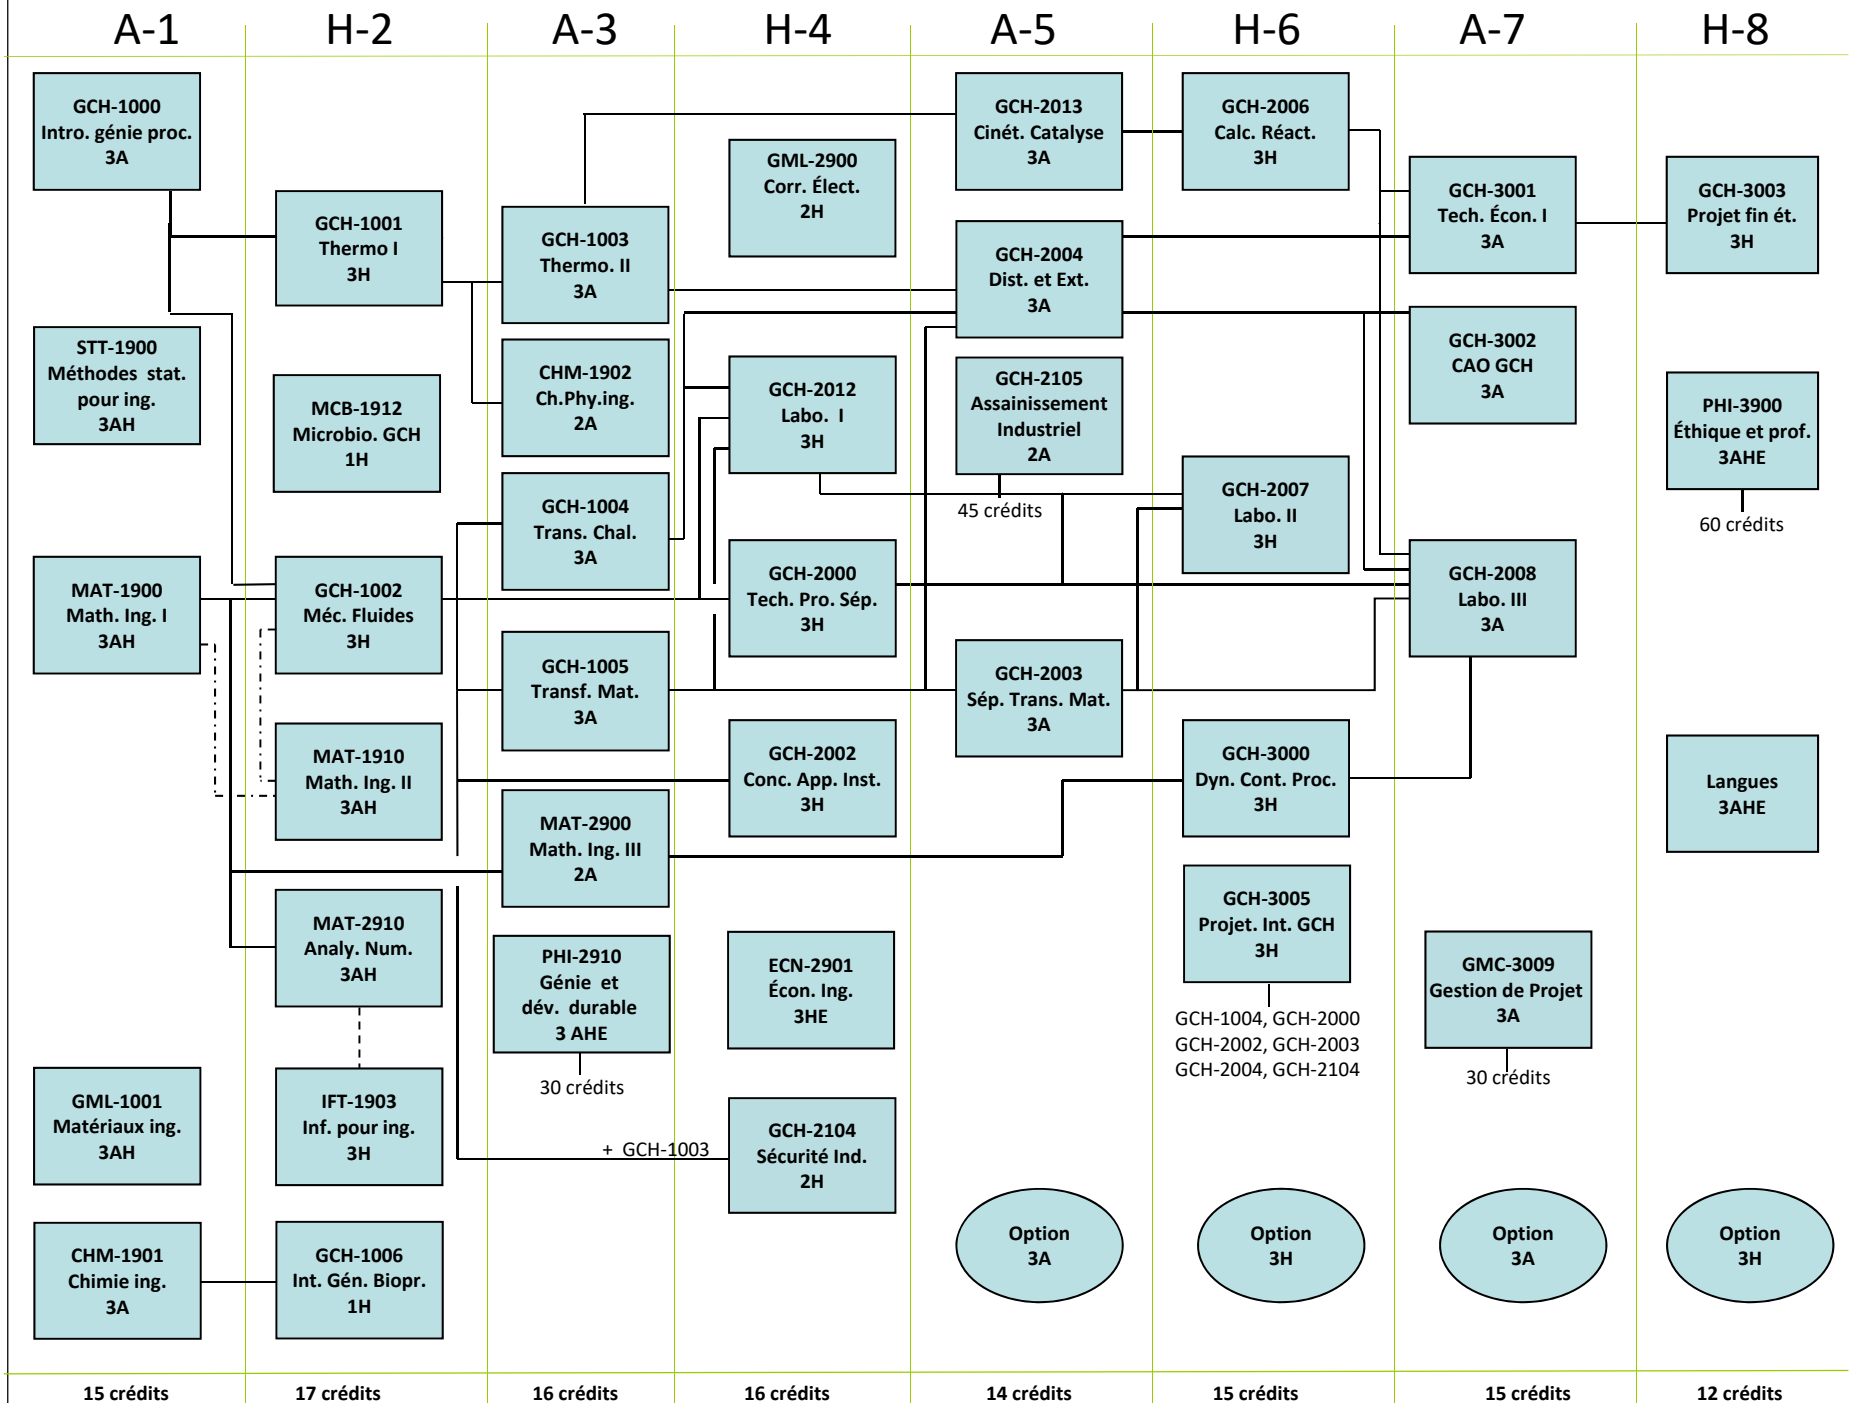 A-1
H-2
A-3
H-4
A-5
H-6
A-7
H-8
GCH-1000
Intro. génie proc.
3A
STT-1900
Méthodes stat.
pour ing.
3AH
MAT-1900
Math. Ing. I
3AH
GML-1001
Matériaux ing.
3AH
CHM-1901
Chimie ing.
3A
15 crédits
GCH-1001
Thermo I
3H
MCB-1912
Microbio. GCH
1H
GCH-1002
Méc. Fluides
3H
MAT-1910
Math. Ing. II
3AH
MAT-2910
Analy. Num.
3AH
IFT-1903
Inf. pour ing.
3H
GCH-1006
Int. Gén. Biopr.
1H
17 crédits
GCH-1003
Thermo. II
3A
CHM-1902
Ch.Phy.ing.
2A
GCH-1004
Trans. Chal.
3A
GCH-1005
Transf. Mat.
3A
MAT-2900
Math. Ing. III
2A
PHI-2910
Génie et
dév. durable
3 AHE
30 crédits
+ GCH-1003
16 crédits
GML-2900
Corr. Élect.
2H
GCH-2012
Labo. I
3H
GCH-2000
Tech. Pro. Sép.
3H
GCH-2002
Conc. App. Inst.
3H
ECN-2901
Écon. Ing.
3HE
GCH-2104
Sécurité Ind.
2H
16 crédits
GCH-2013
Cinét. Catalyse
3A
GCH-2004
Dist. et Ext.
3A
GCH-2105
Assainissement
Industriel
2A
45 crédits
GCH-2003
Sép. Trans. Mat.
3A
Option
3A
14 crédits
GCH-2006
Calc. Réact.
3H
GCH-2007
Labo. II
3H
GCH-3000
Dyn. Cont. Proc.
3H
GCH-3005
Projet. Int. GCH
3H
GCH-1004, GCH-2000
GCH-2002, GCH-2003
GCH-2004, GCH-2104
Option
3H
15 crédits
GCH-3001
Tech. Écon. I
3A
GCH-3002
CAO GCH
3A
GCH-2008
Labo. III
3A
GMC-3009
Gestion de Projet
3A
30 crédits
Option
3A
15 crédits
GCH-3003
Projet fin ét.
3H
PHI-3900
Éthique et prof.
3AHE
60 crédits
Langues
3AHE
Option
3H
12 crédits